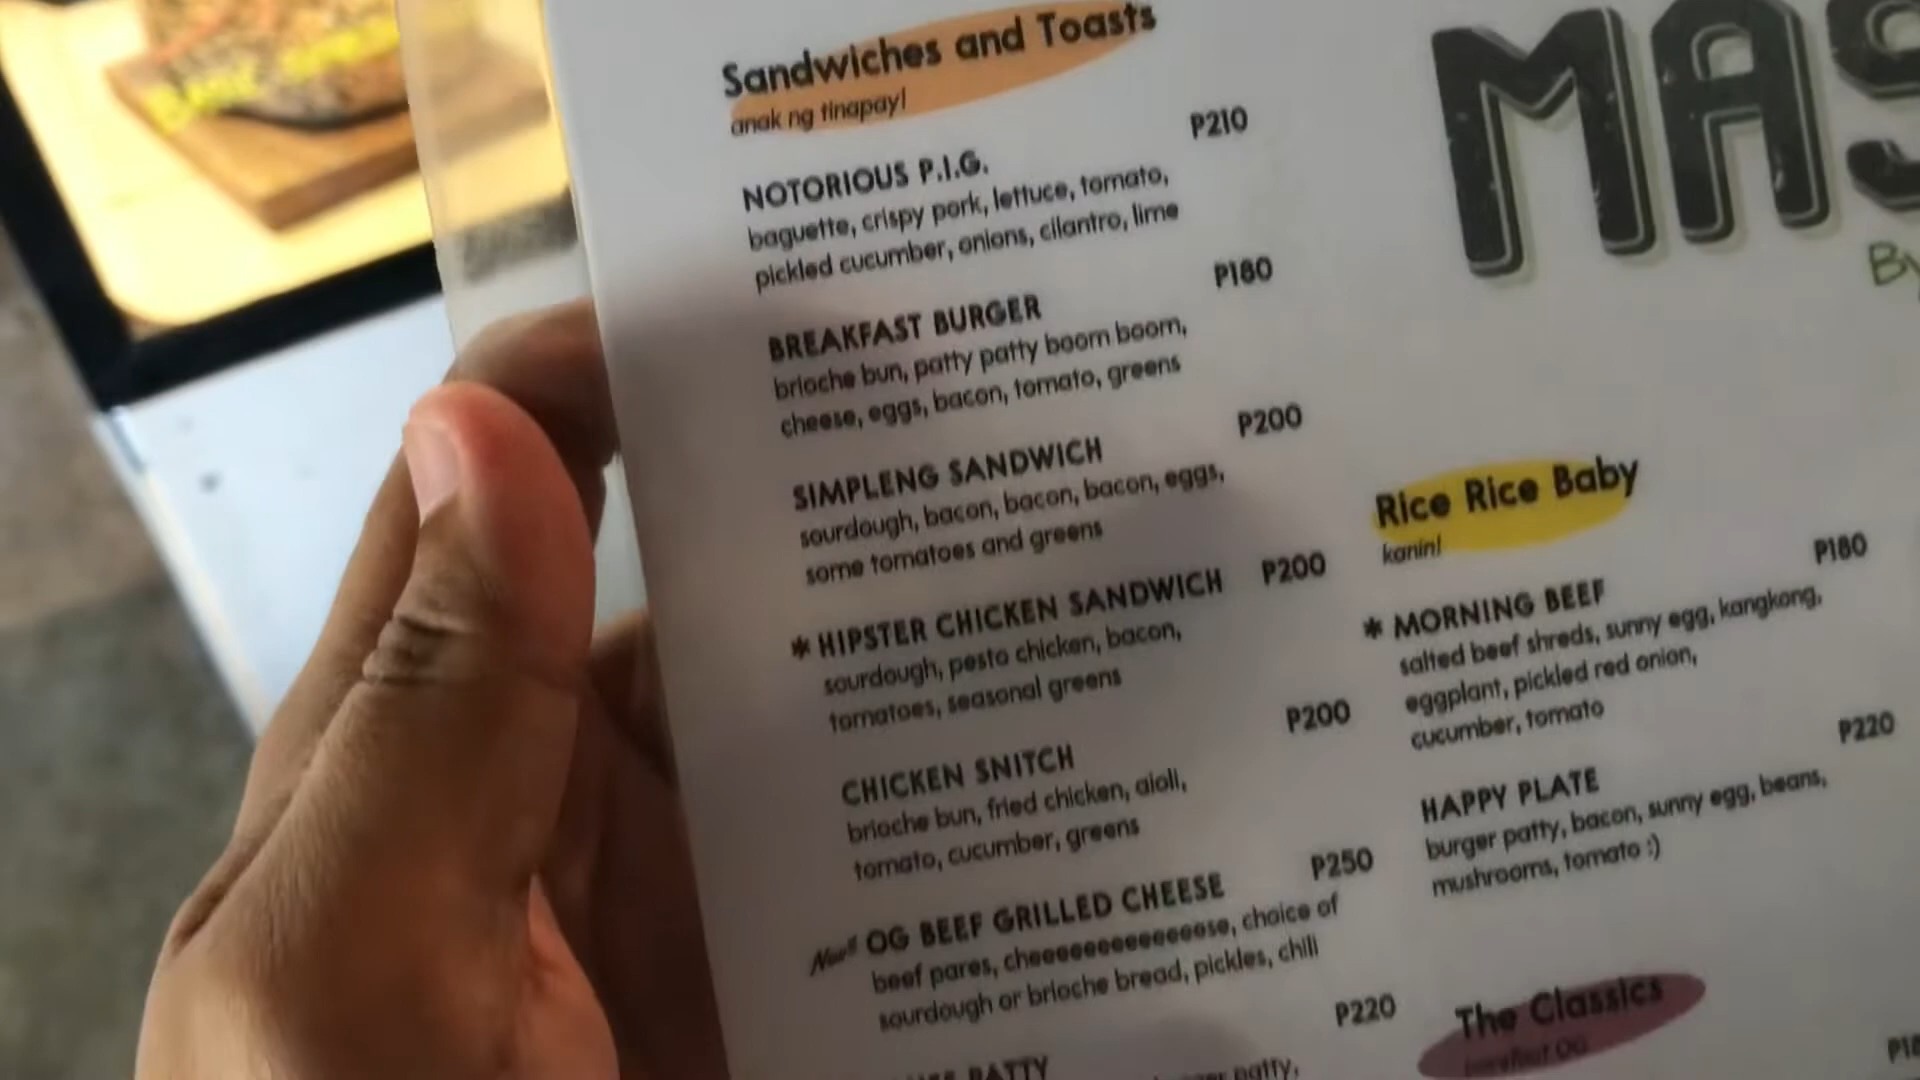 Sandwiches and Toasts
anak ng tinapay!
NOTORIOUS P.I.G. P210
baguette, crispy pork, lettuce, tomato,
pickled cucumber, onions, cilantro, lime
BREAKFAST BURGER P180
brioche bun, patty patty boom boom,
cheese, eggs, bacon, tomato, greens
SIMPLENG SANDWICH P200
sourdough, bacon, bacon, bacon, eggs,
some tomatoes and greens
* HIPSTER CHICKEN SANDWICH P200
sourdough, pesto chicken, bacon,
tomatoes, seasonal greens
CHICKEN SNITCH P200
brioche bun, fried chicken, aioli,
tomato, cucumber, greens
New! OG BEEF GRILLED CHEESE P250
beef pares, cheeeeeeeeeeeeese, choice of
sourdough or brioche bread, pickles, chili
PATTY P220
patty,
MAS
By
Rice Rice Baby
kanin!
* MORNING BEEF P180
salted beef shreds, sunny egg, kangkong,
eggplant, pickled red onion,
cucumber, tomato
HAPPY PLATE P220
burger patty, bacon, sunny egg, beans,
mushrooms, tomato :)
The Classics